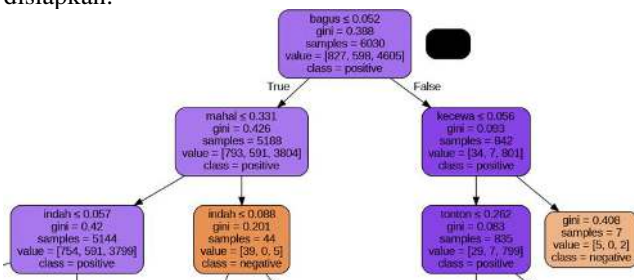 disiapkan.
bagus ≤ 0.052
gini = 0.388
samples = 6030
value = [827, 598, 4605]
class = positive
True
False
mahal ≤ 0.331
gini = 0.426
samples = 5188
value = [793, 591, 3804]
class = positive
kecewa ≤ 0.056
gini = 0.093
samples = 842
value = [34, 7, 801]
class = positive
indah ≤ 0.057
gini = 0.42
samples = 5144
value = [754, 591, 3799]
class = positive
indah ≤ 0.088
gini = 0.201
samples = 44
value = [39, 0, 5]
class = negative
tonton ≤ 0.262
gini = 0.083
samples = 835
value = [29, 7, 799]
class = positive
gini = 0.408
samples = 7
value = [5, 0, 2]
class = negative